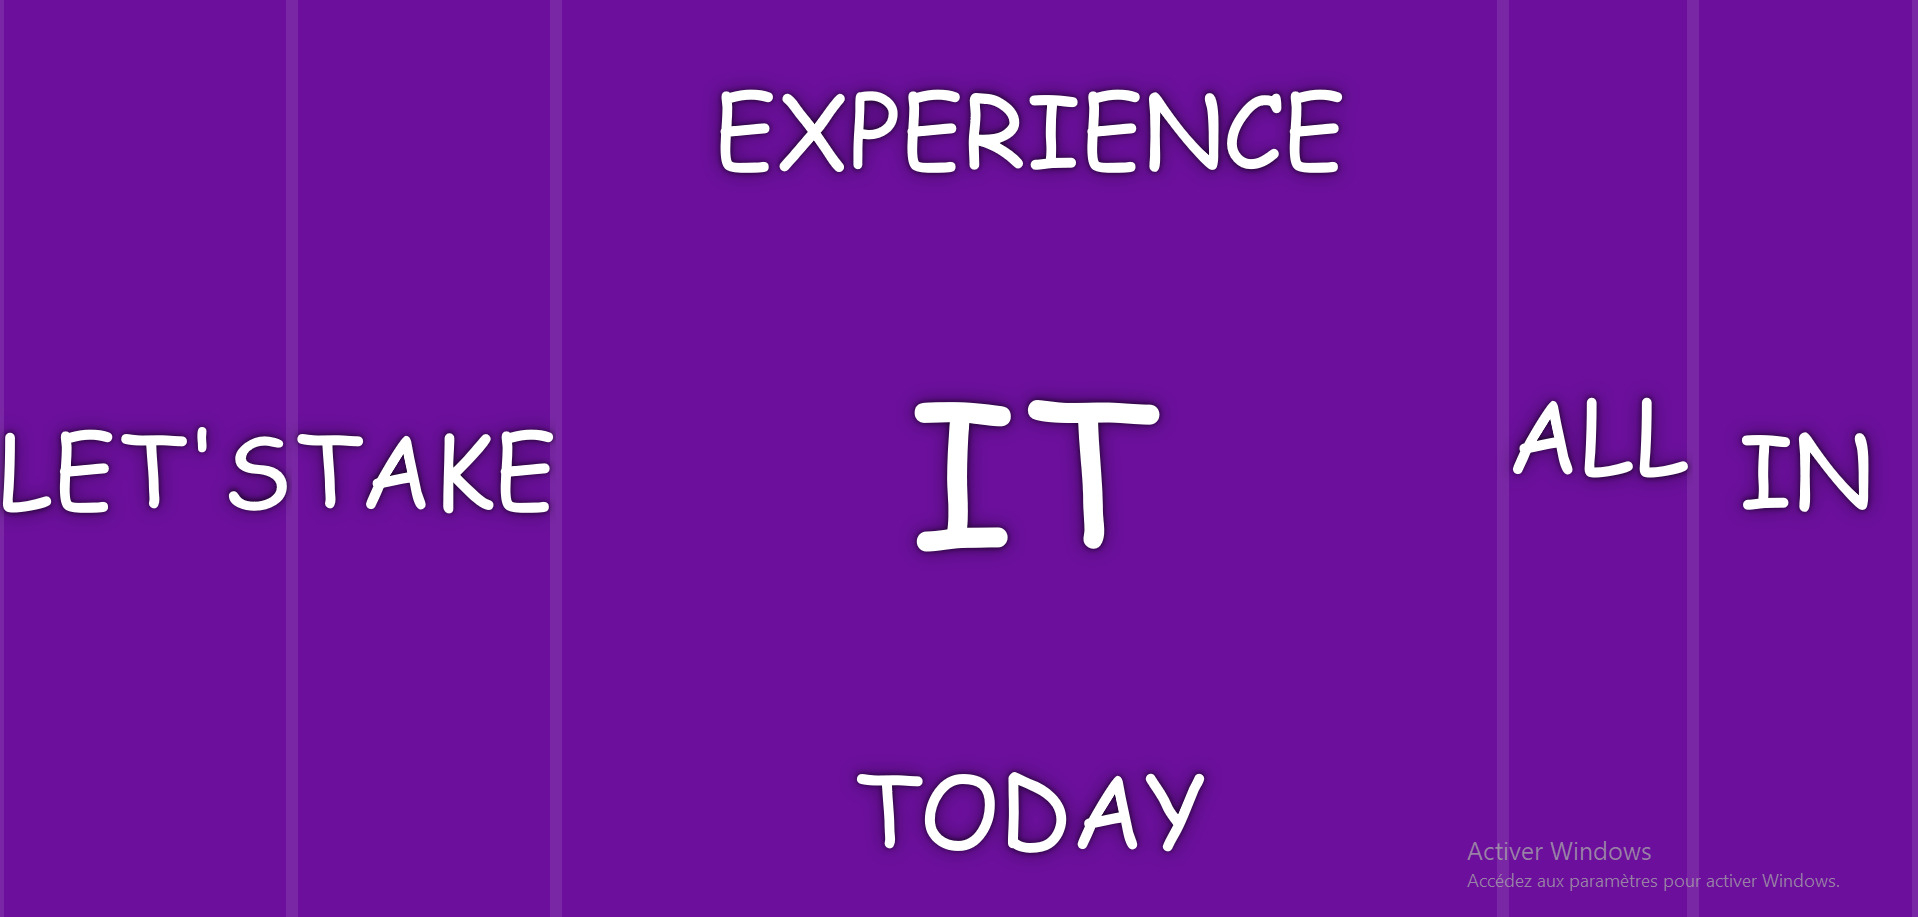 EXPERIENCE
LET'S TAKE IT ALL IN
TODAY
Activer Windows
Accédez aux paramètres pour activer Windows.